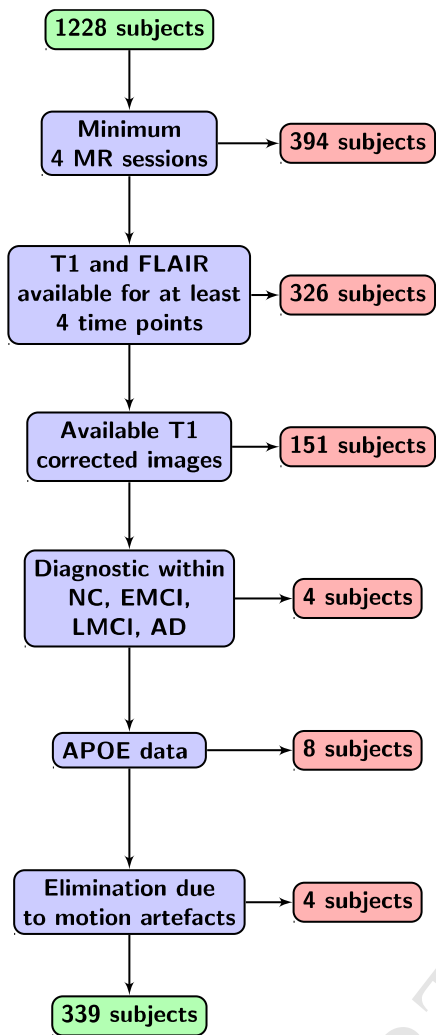 1228 subjects
Minimum
4 MR sessions
394 subjects
T1 and FLAIR
available for at least
4 time points
326 subjects
Available T1
corrected images
151 subjects
Diagnostic within
NC, EMCI,
LMCI, AD
4 subjects
APOE data
8 subjects
Elimination due
to motion artefacts
4 subjects
339 subjects